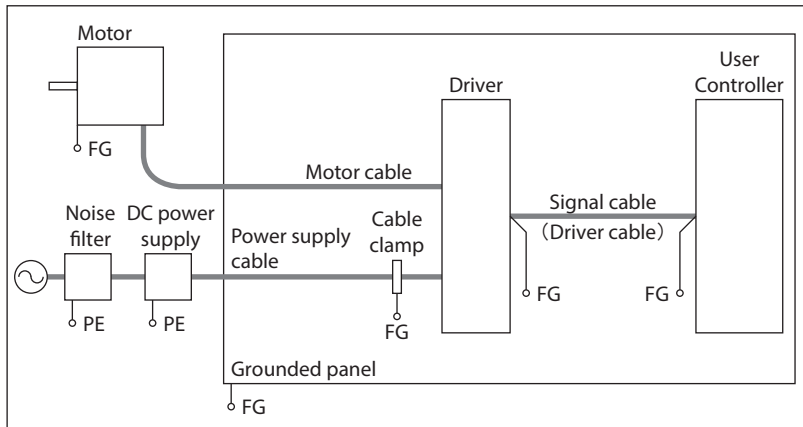 Motor
FG
Motor cable
Driver
User
Controller
Noise
filter
DC power
supply
Power supply
cable
Cable
clamp
Signal cable
（Driver cable）
PE
PE
FG
FG
FG
Grounded panel
FG